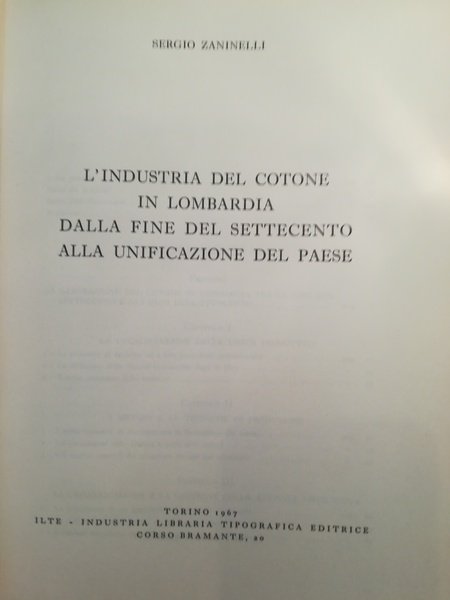 SERGIO ZANINELLI
L'INDUSTRIA DEL COTONE
IN LOMBARDIA
DALLA FINE DEL SETTECENTO
ALLA UNIFICAZIONE DEL PAESE
TORINO 1967
ILTE - INDUSTRIA LIBRARIA TIPOGRAFICA EDITRICE
CORSO BRAMANTE, 20